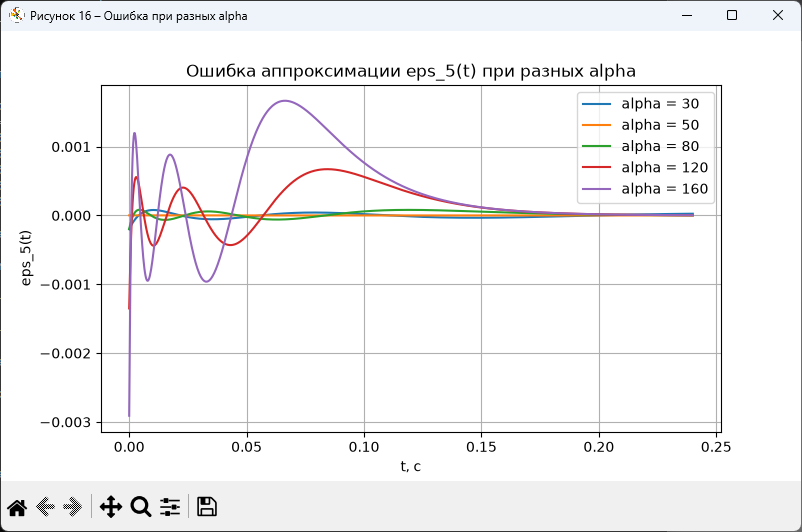 Рисунок 16 – Ошибка при разных alpha
Ошибка аппроксимации eps_5(t) при разных alpha
alpha = 30
alpha = 50
alpha = 80
alpha = 120
alpha = 160
0.001
0.000
−0.001
−0.002
−0.003
eps_5(t)
0.00 0.05 0.10 0.15 0.20 0.25
t, с